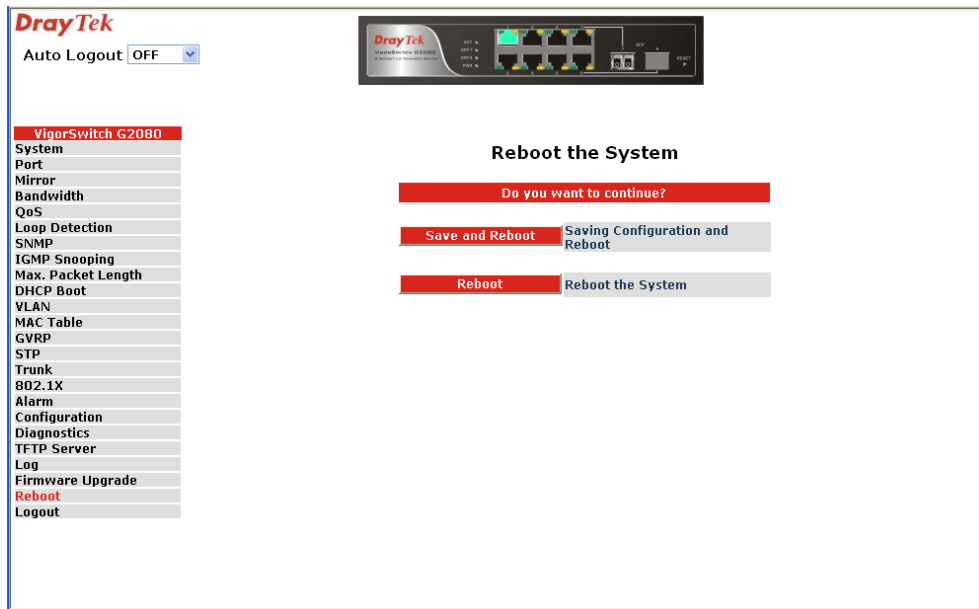 DrayTek
Auto Logout OFF
DrayTek
VigorSwitch G2080
RESET
VigorSwitch G2080
System
Port
Mirror
Bandwidth
QoS
Loop Detection
SNMP
IGMP Snooping
Max. Packet Length
DHCP Boot
VLAN
MAC Table
GVRP
STP
Trunk
802.1X
Alarm
Configuration
Diagnostics
TFTP Server
Log
Firmware Upgrade
Reboot
Logout
Reboot the System
Do you want to continue?
Save and Reboot
Saving Configuration and
Reboot
Reboot
Reboot the System